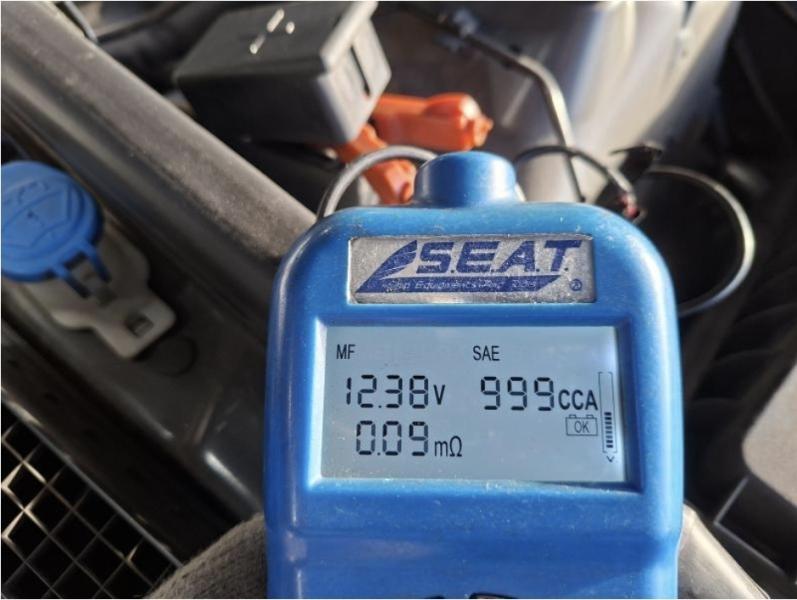 S.E.A.T.
MF SAE
12.38V 999CCA
OK
0.09mΩ